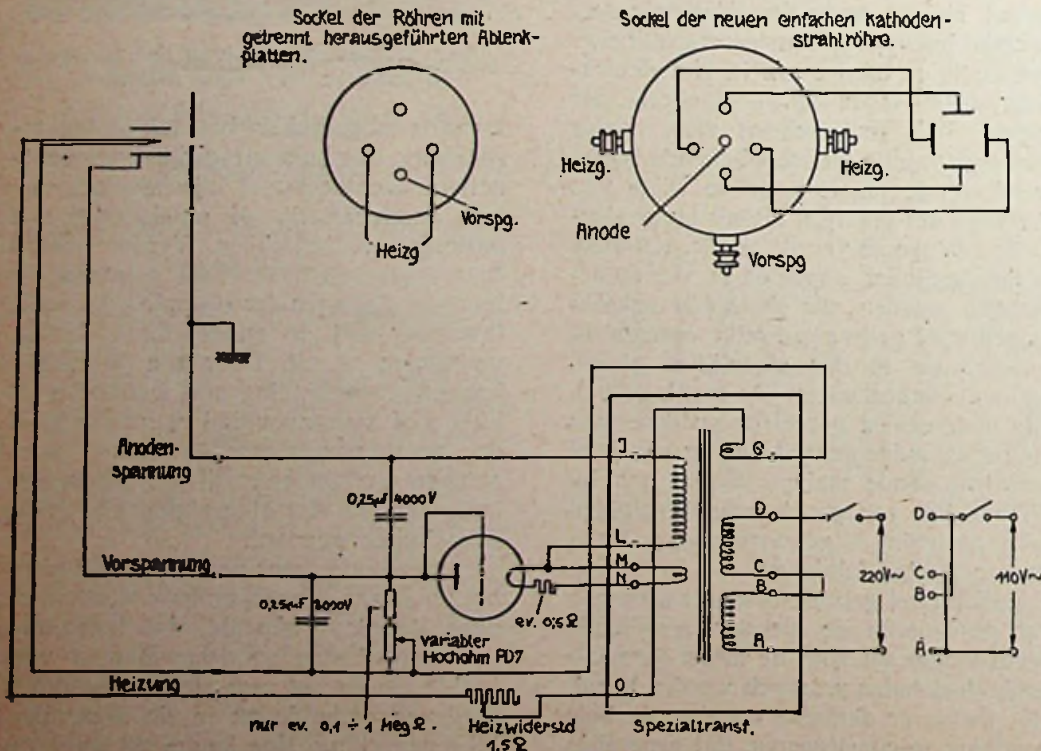 Sockel der Röhren mit
getrennt herausgeführten Ablenk-
platten.
Sockel der neuen einfachen Kathoden-
strahlröhre.
Heizg.
Heizg.
Vorspg.
Heizg
Anode
Vorspg
Anoden-
spannung
J
G
0,25µF 4000V
D
D
L
Vorspannung
M
C
C
N
B
B
220V~
110V~
0,25µF 2000V
ev. 0,5 Ω
variabler
Hochohm PD7
A
A
Heizung
O
nur ev. 0,1 ÷ 1 Meg Ω.
Heizwiderstd
1,5 Ω
Spezialtransf.